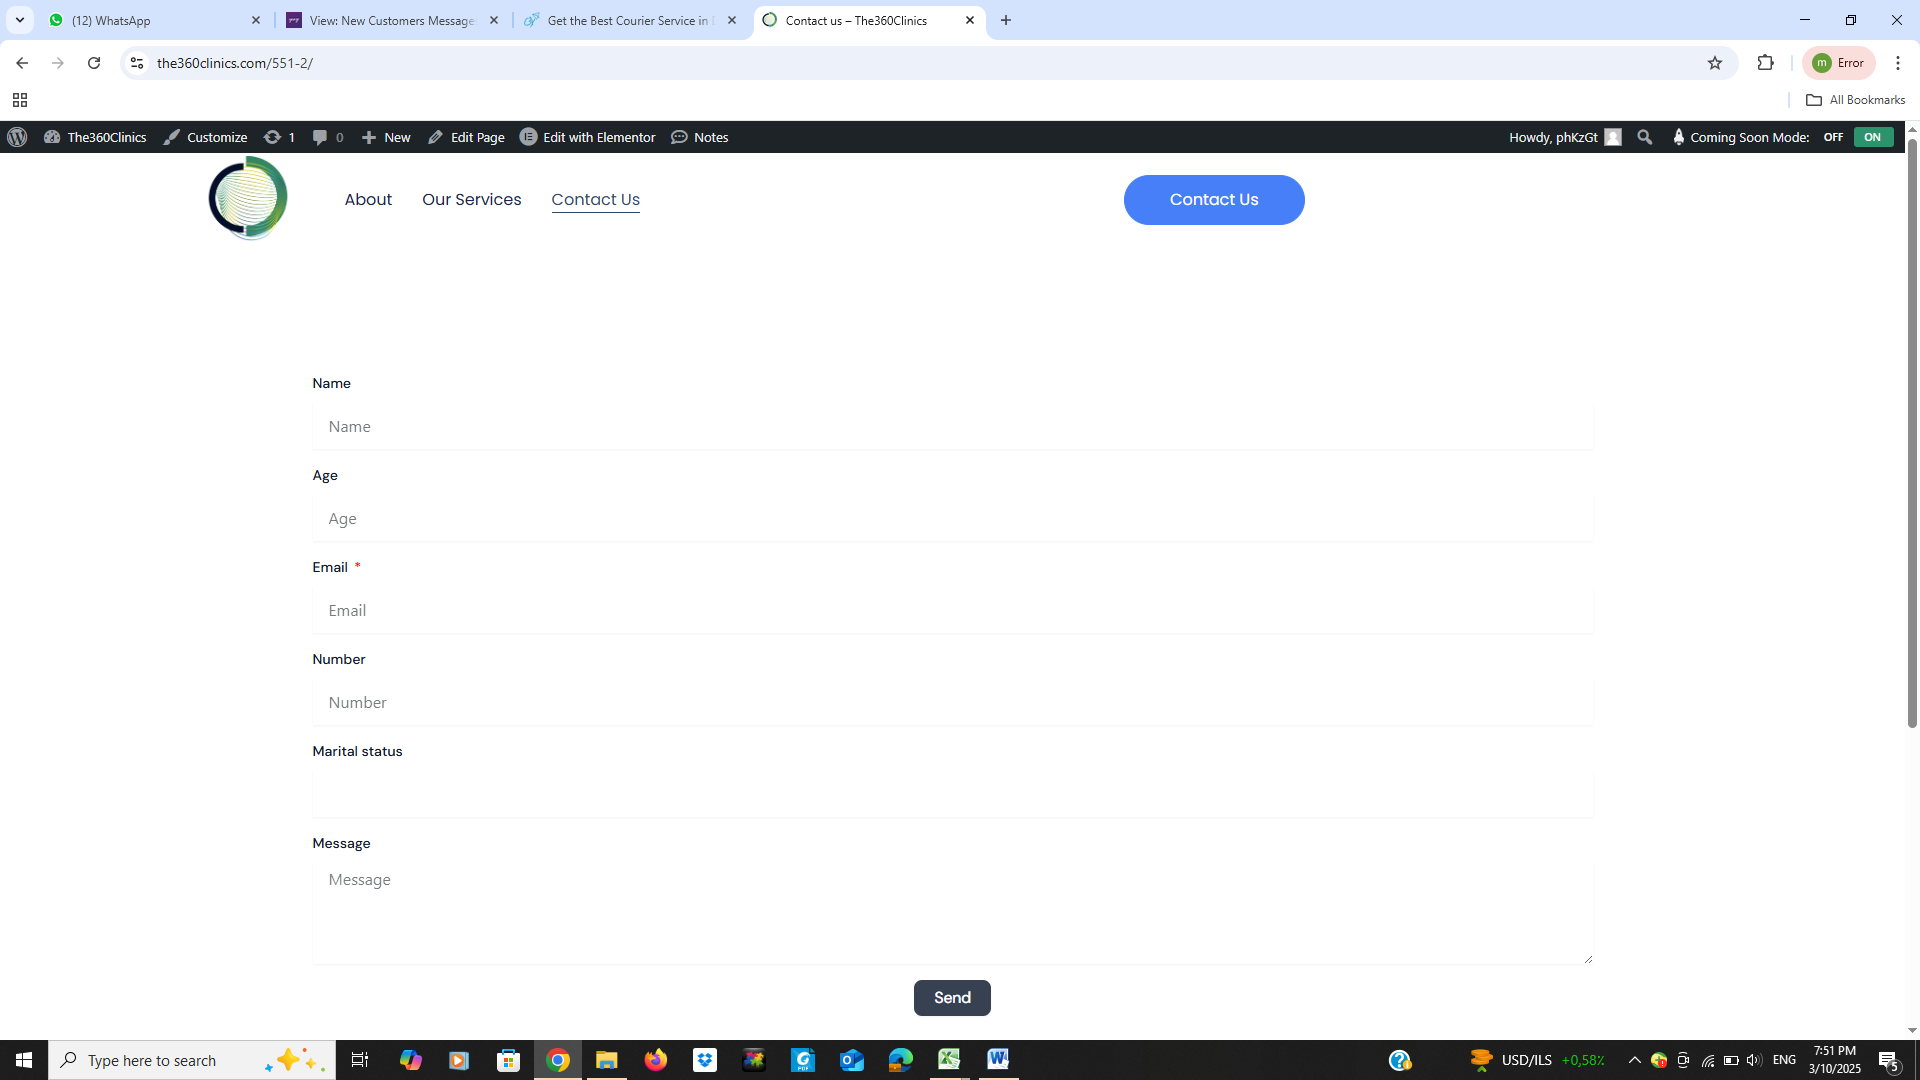 (12) WhatsApp
View: New Customers Message
Get the Best Courier Service in
Contact us – The360Clinics
the360clinics.com/551-2/
m Error
All Bookmarks
The360Clinics Customize 1 0 New Edit Page Edit with Elementor Notes
Howdy, phKzGt Coming Soon Mode: OFF ON
About Our Services Contact Us
Contact Us
Name
Name
Age
Age
Email *
Email
Number
Number
Marital status
Message
Message
Send
Type here to search
USD/ILS +0,58%
ENG
7:51 PM
3/10/2025
5